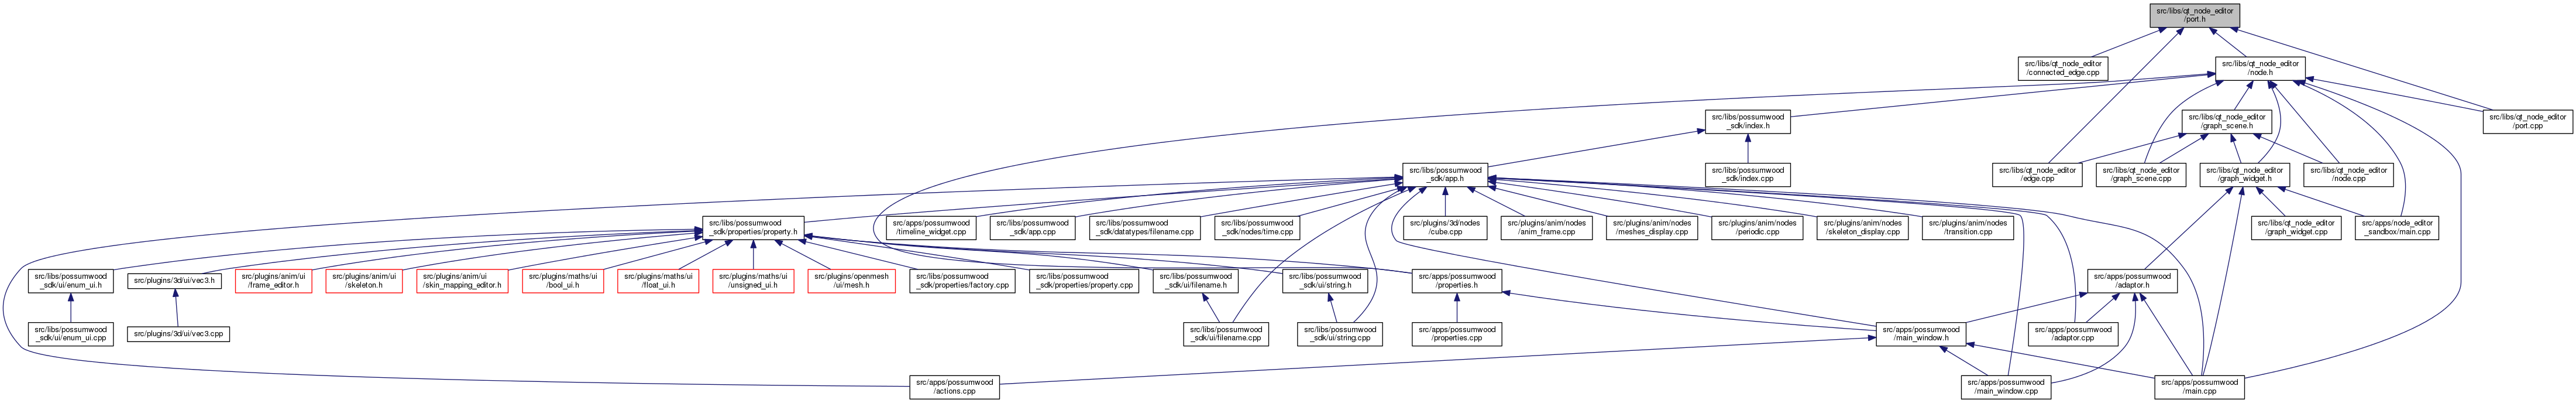 src/libs/qt_node_editor
/port.h
src/libs/qt_node_editor
/connected_edge.cpp
src/libs/qt_node_editor
/node.h
src/libs/possumwood
_sdk/index.h
src/libs/qt_node_editor
/graph_scene.h
src/libs/qt_node_editor
/port.cpp
src/libs/possumwood
_sdk/app.h
src/libs/possumwood
_sdk/index.cpp
src/libs/qt_node_editor
/edge.cpp
src/libs/qt_node_editor
/graph_scene.cpp
src/libs/qt_node_editor
/graph_widget.h
src/libs/qt_node_editor
/node.cpp
src/libs/possumwood
_sdk/properties/property.h
src/apps/possumwood
/timeline_widget.cpp
src/libs/possumwood
_sdk/app.cpp
src/libs/possumwood
_sdk/datatypes/filename.cpp
src/libs/possumwood
_sdk/nodes/time.cpp
src/plugins/3d/nodes
/cube.cpp
src/plugins/anim/nodes
/anim_frame.cpp
src/plugins/anim/nodes
/meshes_display.cpp
src/plugins/anim/nodes
/periodic.cpp
src/plugins/anim/nodes
/skeleton_display.cpp
src/plugins/anim/nodes
/transition.cpp
src/libs/qt_node_editor
/graph_widget.cpp
src/apps/node_editor
_sandbox/main.cpp
src/libs/possumwood
_sdk/ui/enum_ui.h
src/plugins/3d/ui/vec3.h
src/plugins/anim/ui
/frame_editor.h
src/plugins/anim/ui
/skeleton.h
src/plugins/anim/ui
/skin_mapping_editor.h
src/plugins/maths/ui
/bool_ui.h
src/plugins/maths/ui
/float_ui.h
src/plugins/maths/ui
/unsigned_ui.h
src/plugins/openmesh
/ui/mesh.h
src/libs/possumwood
_sdk/properties/factory.cpp
src/libs/possumwood
_sdk/properties/property.cpp
src/libs/possumwood
_sdk/ui/filename.h
src/libs/possumwood
_sdk/ui/string.h
src/apps/possumwood
/properties.h
src/apps/possumwood
/adaptor.h
src/libs/possumwood
_sdk/ui/enum_ui.cpp
src/plugins/3d/ui/vec3.cpp
src/libs/possumwood
_sdk/ui/filename.cpp
src/libs/possumwood
_sdk/ui/string.cpp
src/apps/possumwood
/properties.cpp
src/apps/possumwood
/main_window.h
src/apps/possumwood
/adaptor.cpp
src/apps/possumwood
/actions.cpp
src/apps/possumwood
/main_window.cpp
src/apps/possumwood
/main.cpp